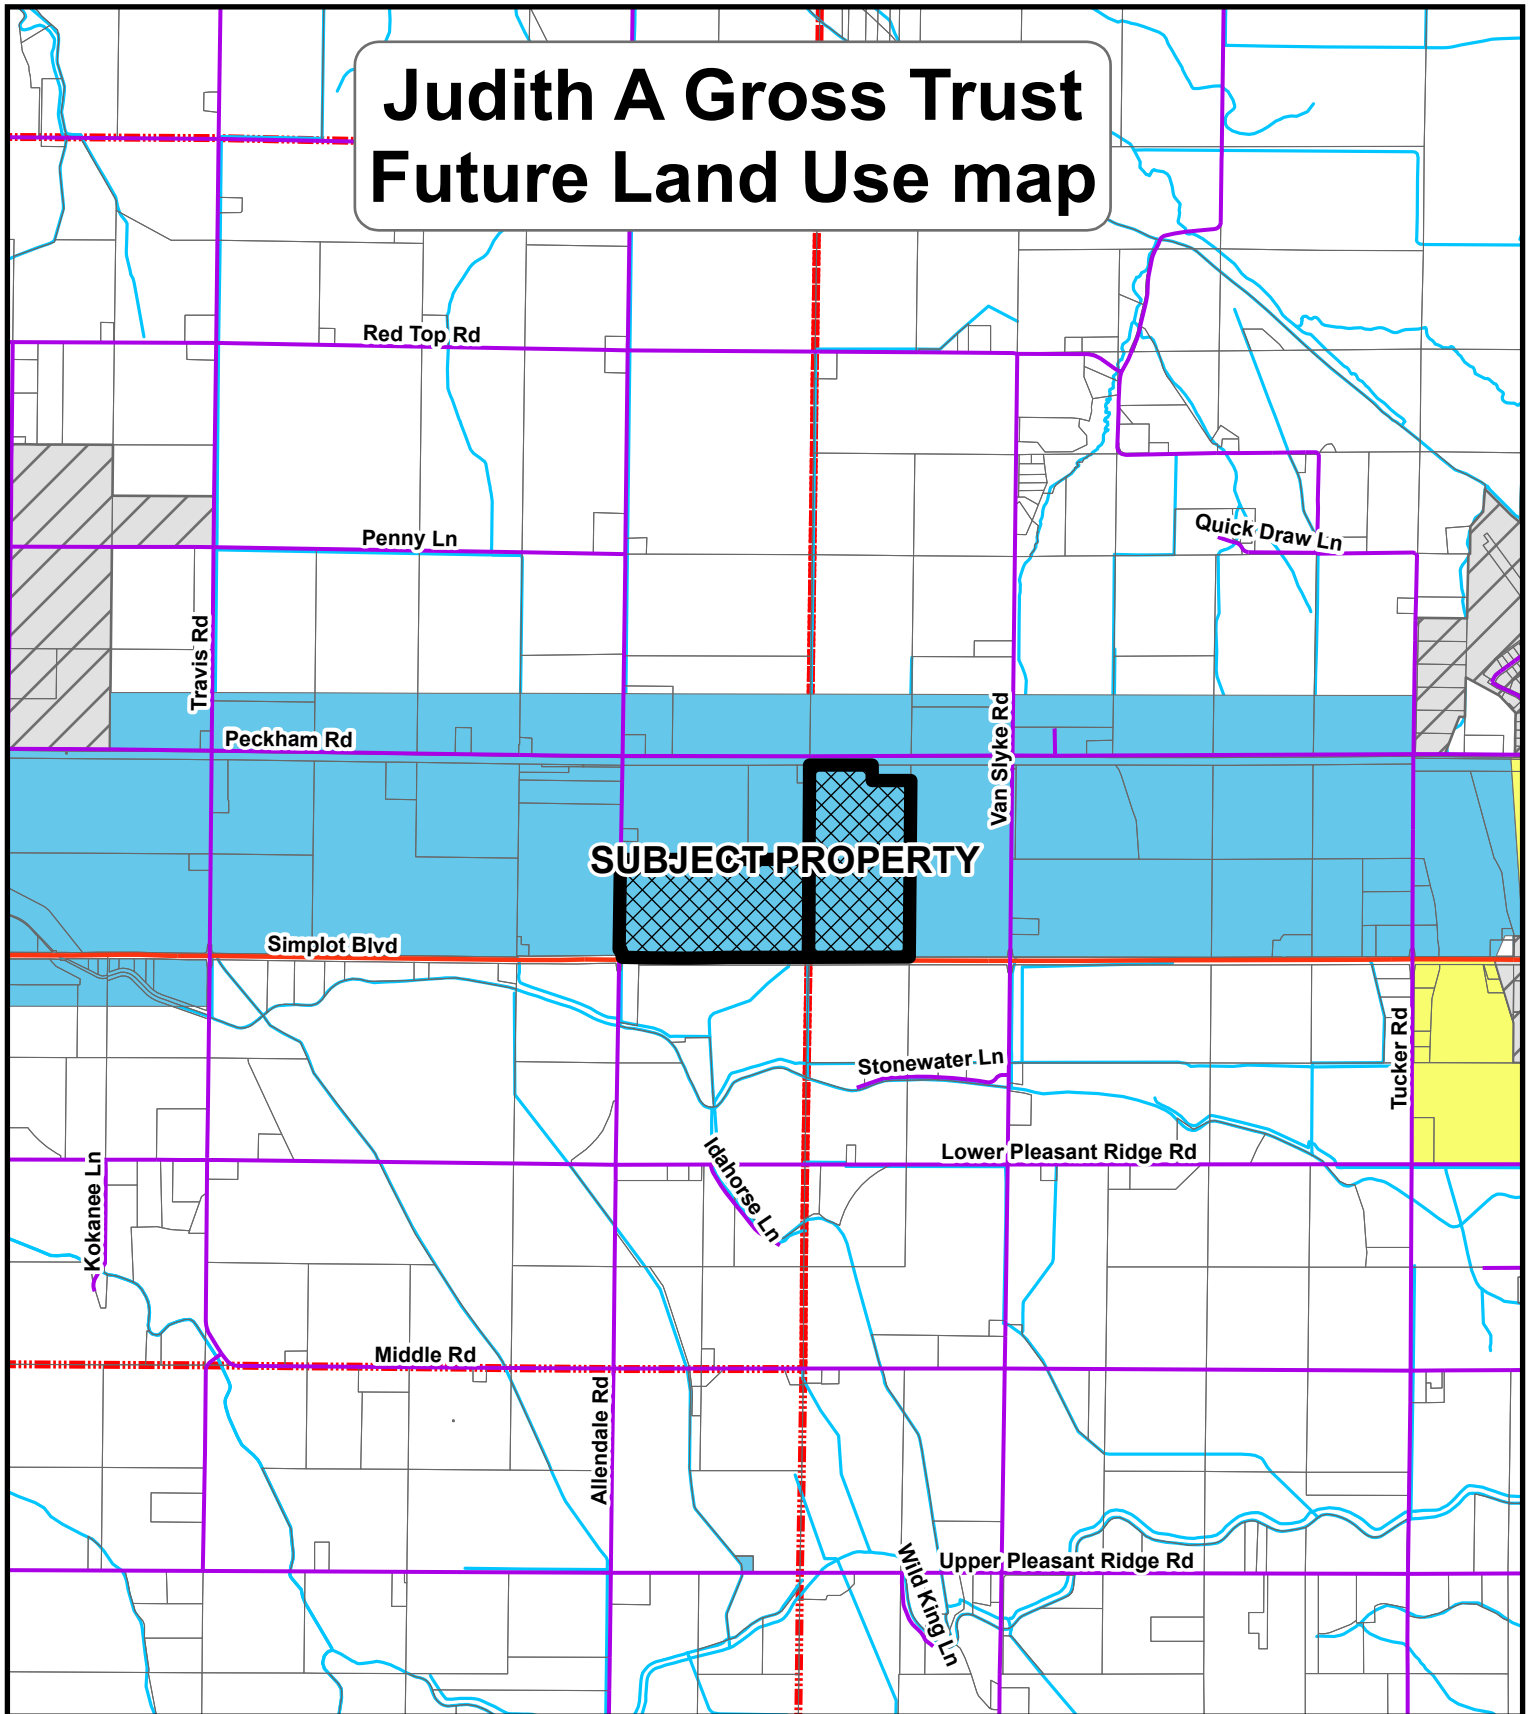 Judith A Gross Trust
Future Land Use map
Red Top Rd
Penny Ln
Quick Draw Ln
Travis Rd
Peckham Rd
Van Slyke Rd
SUBJECT PROPERTY
Simplot Blvd
Stonewater Ln
Tucker Rd
Lower Pleasant Ridge Rd
Idahorse Ln
Kokanee Ln
Middle Rd
Allendale Rd
Upper Pleasant Ridge Rd
Wild King Ln